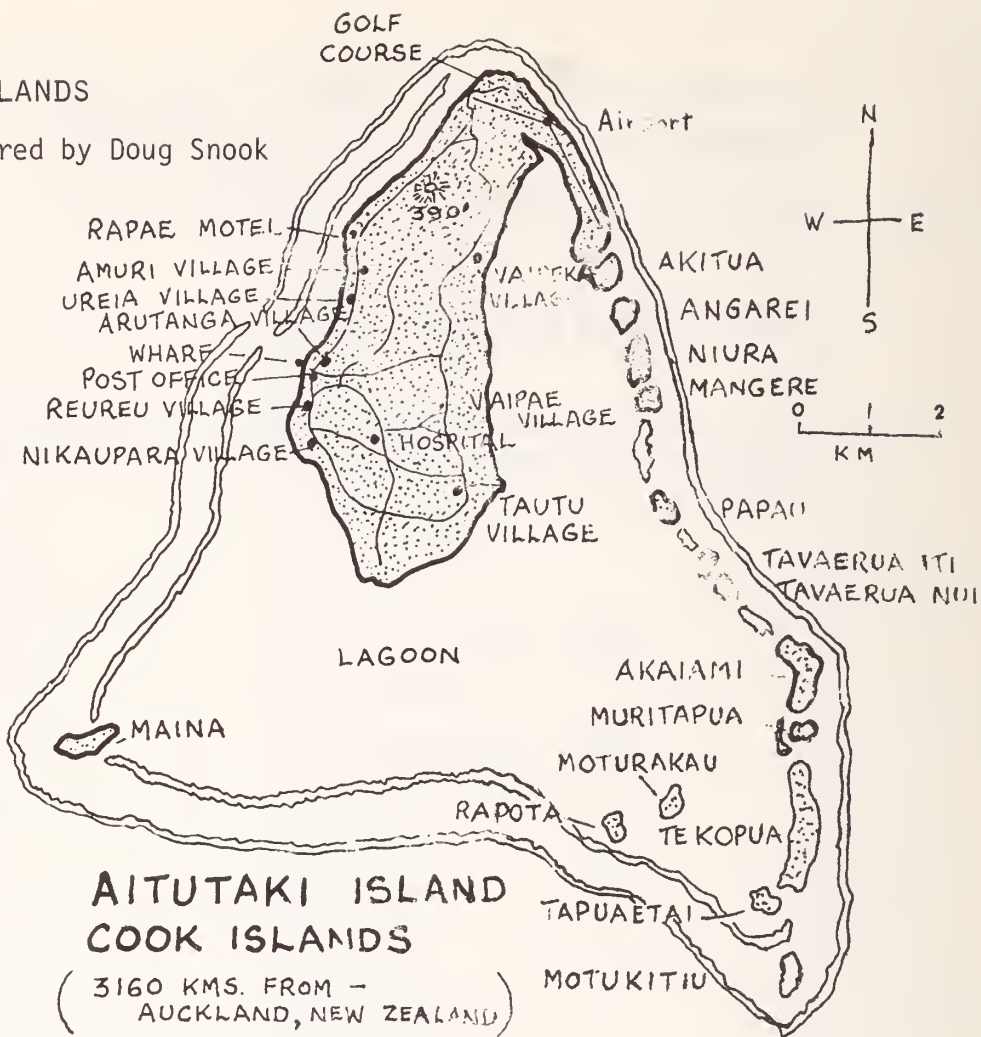 LANDS
red by Doug Snook
GOLF
COURSE
Airport
N
W E
S
390'
RAPAE MOTEL
AMURI VILLAGE
UREIA VILLAGE
ARUTANGA VILLAGE
WHARF
POST OFFICE
REUREU VILLAGE
NIKAUPARA VILLAGE
VILLAGE
VAIPAE
VILLAGE
HOSPITAL
TAUTU
VILLAGE
AKITUA
ANGAREI
NIURA
MANGERE
0 1 2
KM
PAPAU
TAVAERUA ITI
TAVAERUA NUI
LAGOON
AKAIAMI
MAINA
MURITAPUA
MOTURAKAU
RAPOTA
TE KOPUA
TAPUAETAI
MOTUKITIU
AITUTAKI ISLAND
COOK ISLANDS
(3160 KMS. FROM -
AUCKLAND, NEW ZEALAND)